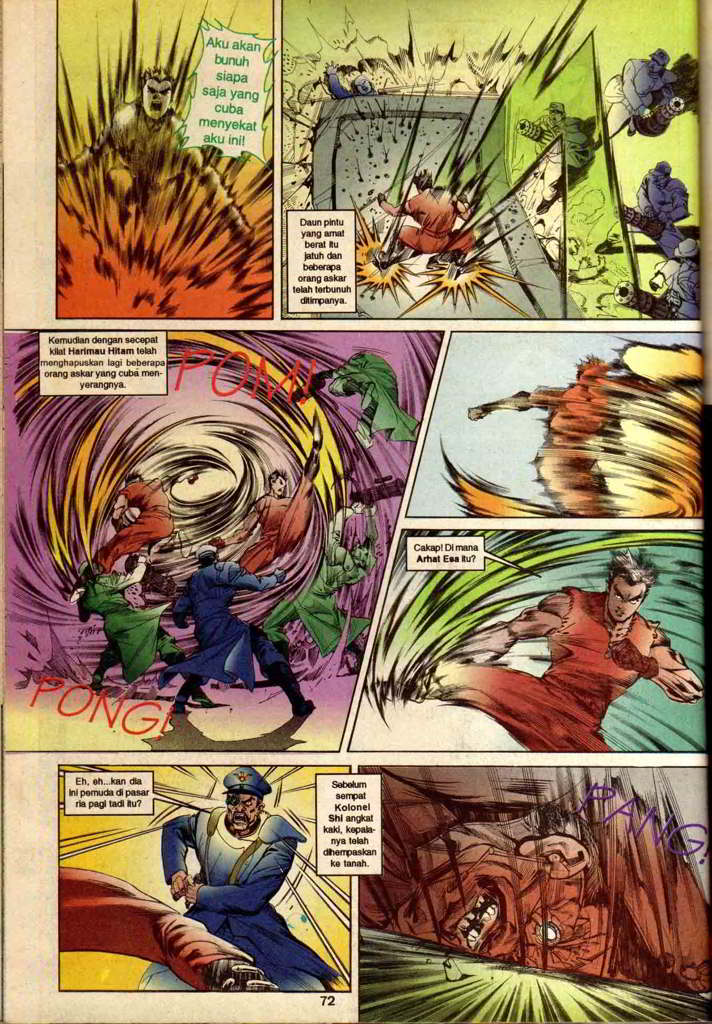 Aku akan
bunuh
siapa
saja yang
cuba
menyekat
aku ini!
Daun pintu
yang amat
berat itu
jatuh dan
beberapa
orang askar
telah terbunuh
ditimpanya.
Kemudian dengan secepat
kilat Harimau Hitam telah
menghapuskan lagi beberapa
orang askar yang cuba me-
nyerangnya.
POM!
PONG!
Cakap! Di mana
Arhat Esa itu?
Eh, eh...kan dia
ini pemuda di pasar
ria pagi tadi itu?
Sebelum
sempat
Kolonel
Shi angkat
kaki, kepala-
nya telah
dihempaskan
ke tanah.
PANG!
72